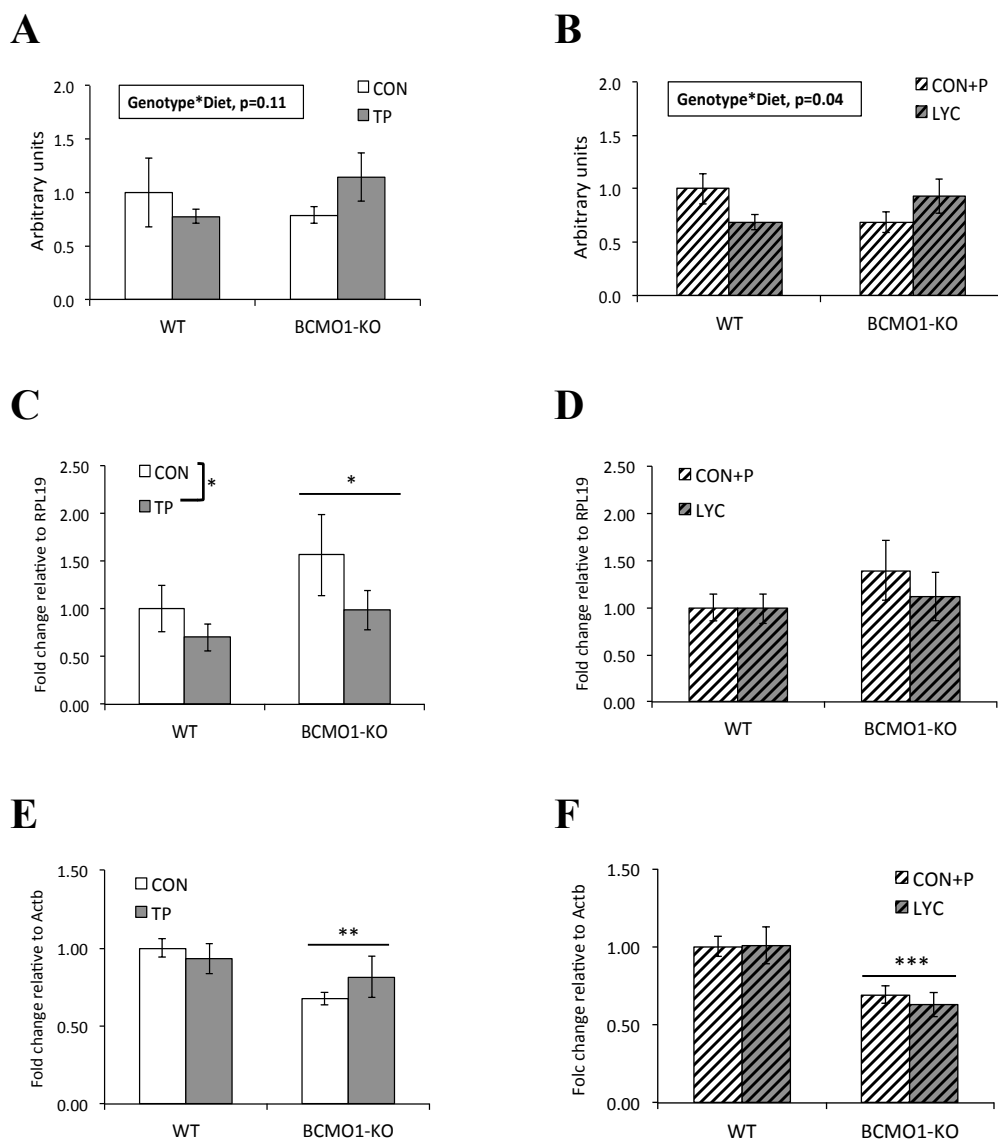 A
Genotype*Diet, p=0.11
CON
TP
Arbitrary units
2.0
1.5
1.0
0.5
0.0
WT
BCMO1-KO
B
Genotype*Diet, p=0.04
CON+P
LYC
Arbitrary units
2.0
1.5
1.0
0.5
0.0
WT
BCMO1-KO
C
CON
TP
*
*
Fold change relative to RPL19
2.50
2.00
1.50
1.00
0.50
0.00
WT
BCMO1-KO
D
CON+P
LYC
Fold change relative to RPL19
2.50
2.00
1.50
1.00
0.50
0.00
WT
BCMO1-KO
E
CON
TP
**
Fold change relative to Actb
1.50
1.00
0.50
0.00
WT
BCMO1-KO
F
CON+P
LYC
***
Folc change relative to Actb
1.50
1.00
0.50
0.00
WT
BCMO1-KO